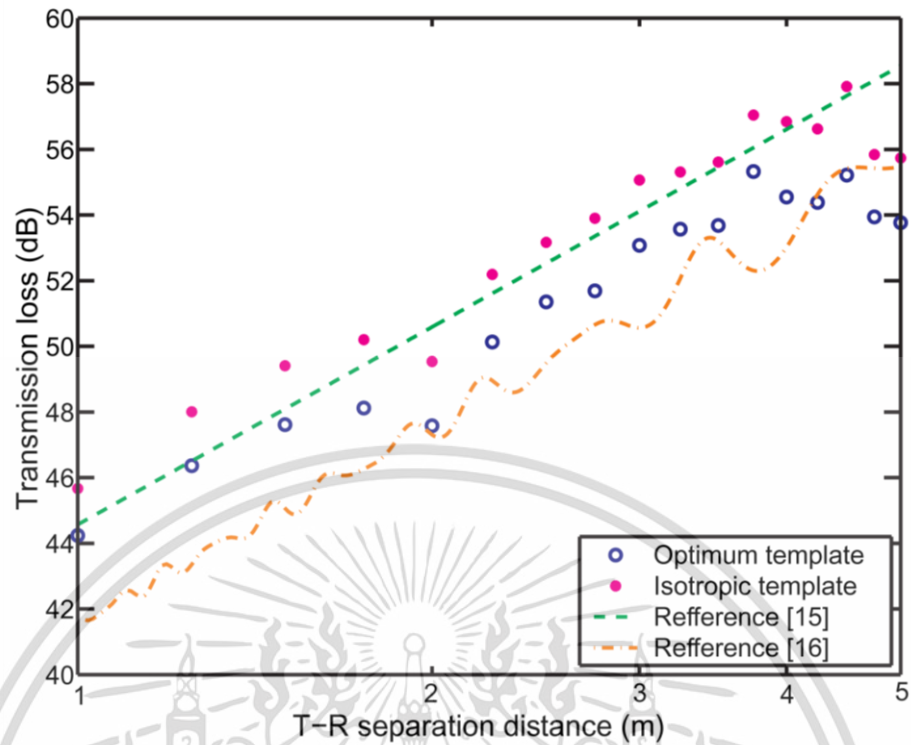 60
58
56
54
52
50
48
46
44
42
40
Transmission loss (dB)
Optimum template
Isotropic template
Refference [15]
Refference [16]
1 2 3 4 5
T−R separation distance (m)